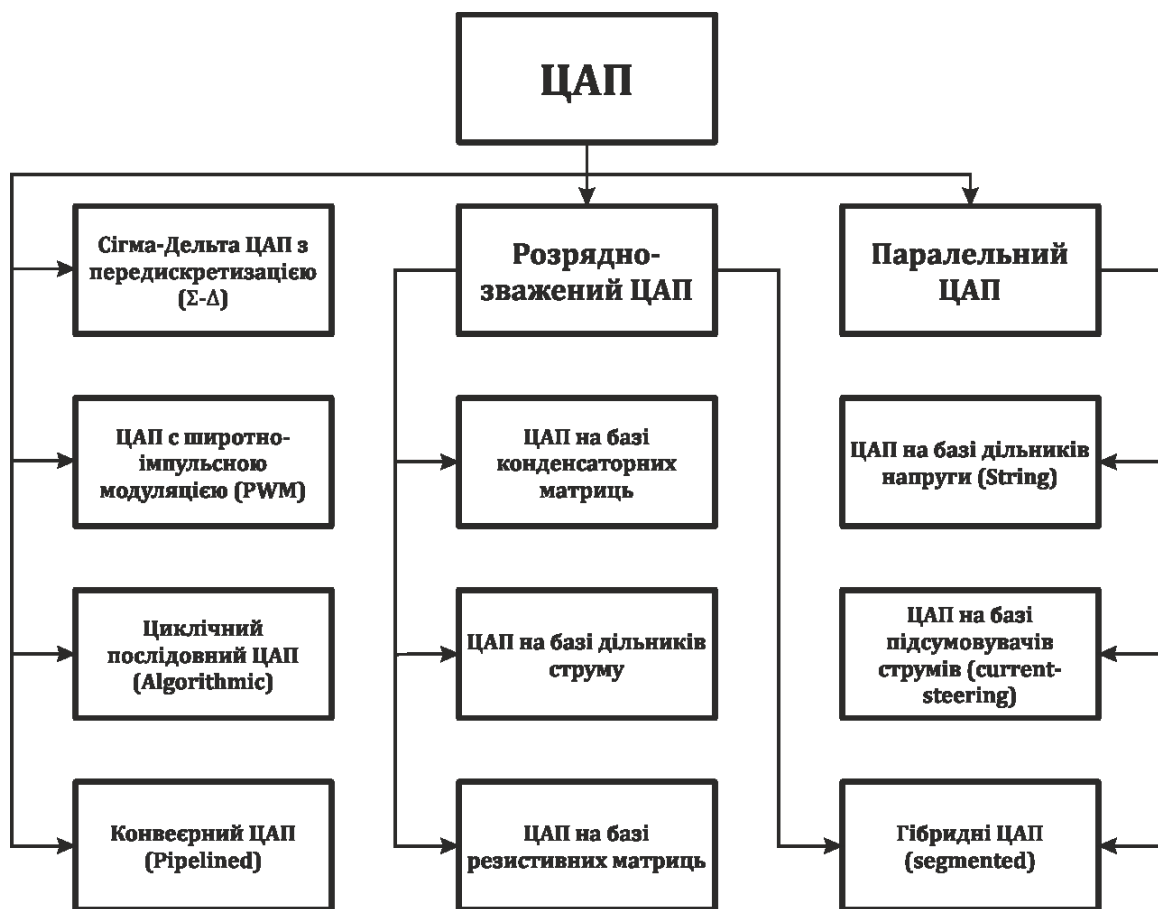 ЦАП
Сігма-Дельта ЦАП з
передискретизацією
(Σ-Δ)
Розрядно-
зважений ЦАП
Паралельний
ЦАП
ЦАП с широтно-
імпульсною
модуляцією (PWM)
ЦАП на базі
конденсаторних
матриць
ЦАП на базі дільників
напруги (String)
Циклічний
послідовний ЦАП
(Algorithmic)
ЦАП на базі дільників
струму
ЦАП на базі
підсумовувачів
струмів (current-
steering)
Конвеєрний ЦАП
(Pipelined)
ЦАП на базі
резистивних матриць
Гібридні ЦАП
(segmented)